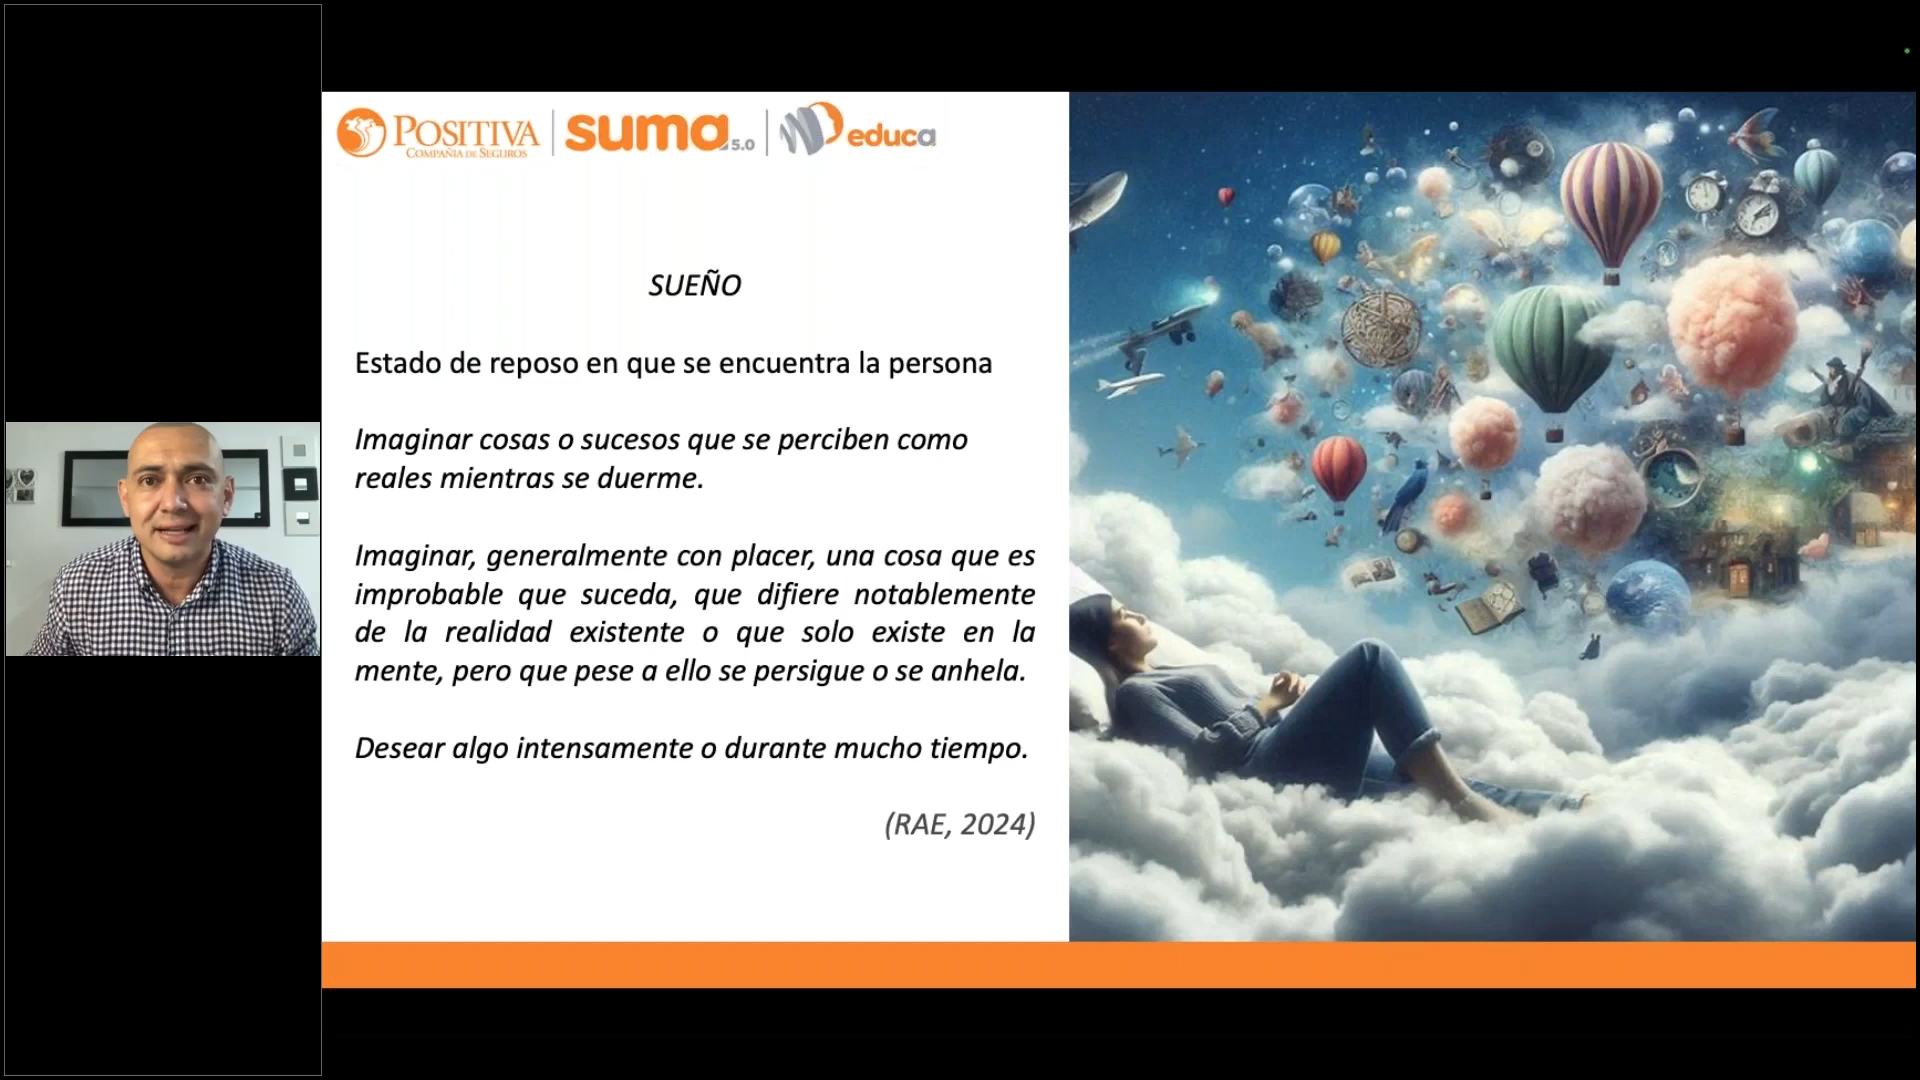 POSITIVA
COMPAÑIA DE SEGUROS
suma 5.0
educa
SUEÑO
Estado de reposo en que se encuentra la persona
Imaginar cosas o sucesos que se perciben como
reales mientras se duerme.
Imaginar, generalmente con placer, una cosa que es
improbable que suceda, que difiere notablemente
de la realidad existente o que solo existe en la
mente, pero que pese a ello se persigue o se anhela.
Desear algo intensamente o durante mucho tiempo.
(RAE, 2024)